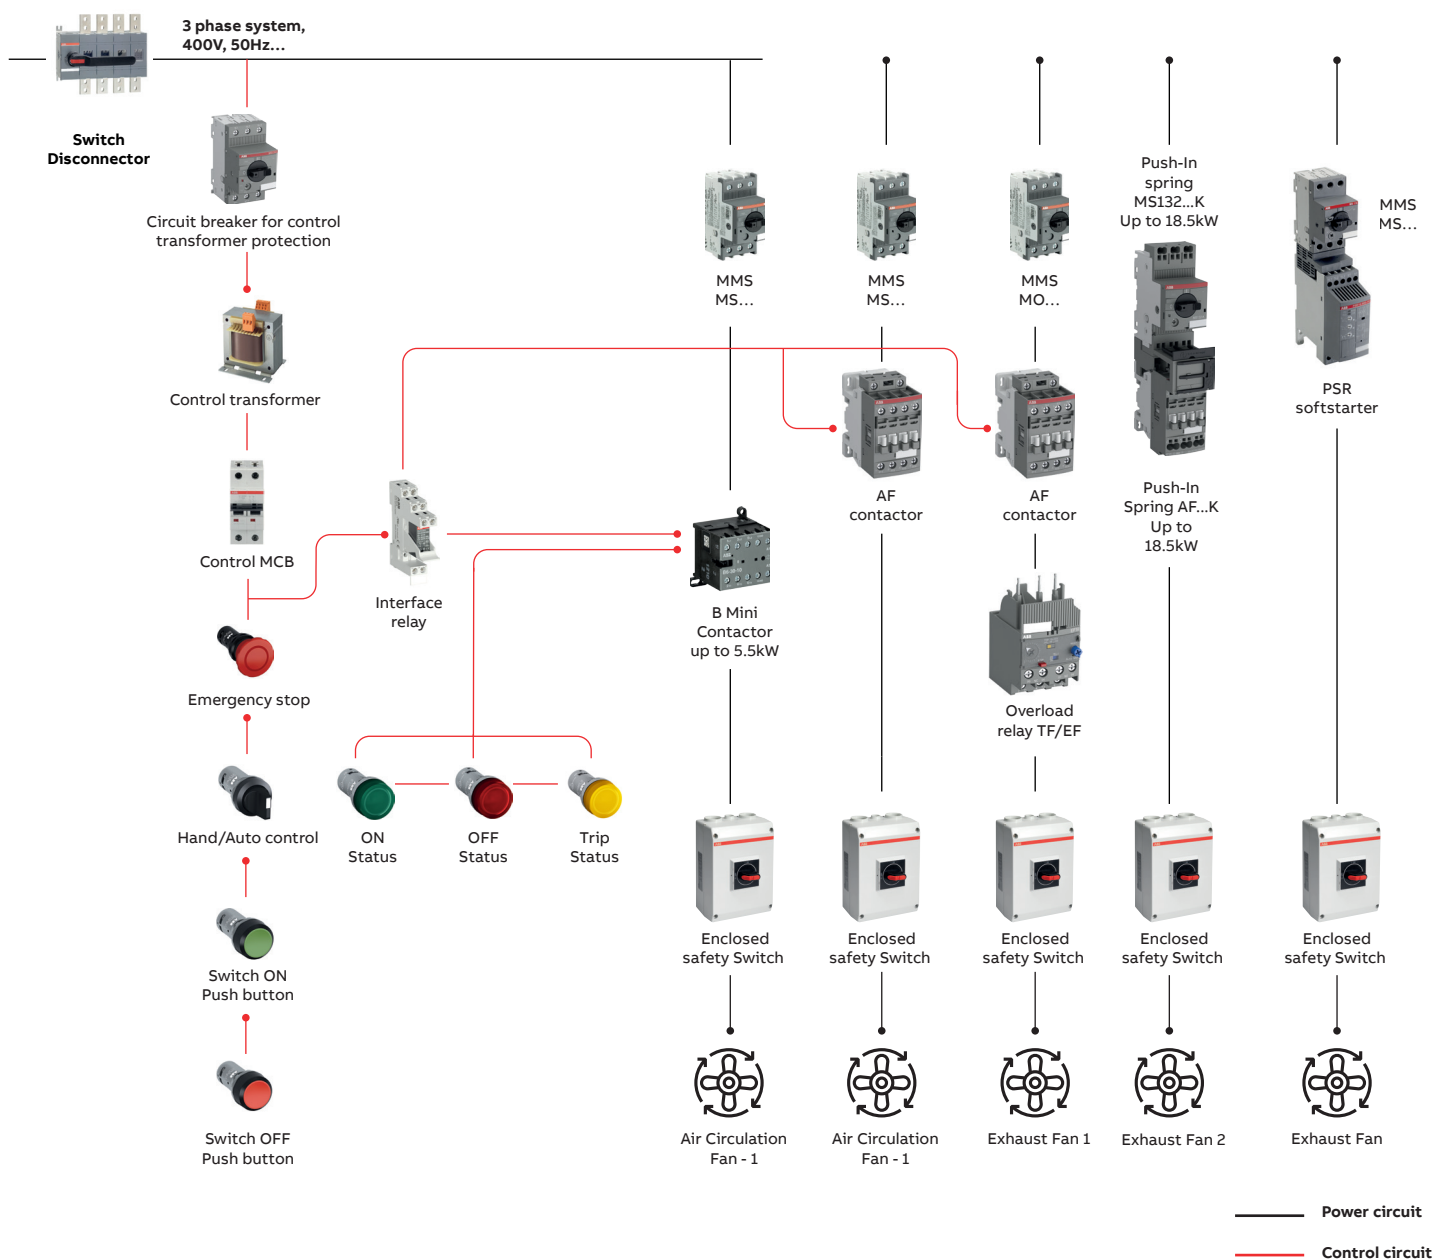 3 phase system,
400V, 50Hz...
Switch
Disconnector
Circuit breaker for control
transformer protection
Control transformer
Control MCB
Emergency stop
Hand/Auto control
Switch ON
Push button
Switch OFF
Push button
Interface
relay
ON
Status
OFF
Status
Trip
Status
MMS
MS...
B Mini
Contactor
up to 5.5kW
Enclosed
safety Switch
Air Circulation
Fan - 1
MMS
MS...
AF
contactor
Enclosed
safety Switch
Air Circulation
Fan - 1
MMS
MO...
AF
contactor
Overload
relay TF/EF
Enclosed
safety Switch
Exhaust Fan 1
Push-In
spring
MS132...K
Up to 18.5kW
Push-In
Spring AF...K
Up to
18.5kW
Enclosed
safety Switch
Exhaust Fan 2
MMS
MS...
PSR
softstarter
Enclosed
safety Switch
Exhaust Fan
Power circuit
Control circuit